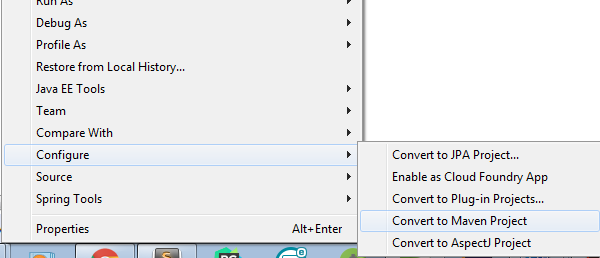 Run As
Debug As
Profile As
Restore from Local History...
Java EE Tools
Team
Compare With
Configure
Source
Spring Tools
Properties Alt+Enter
Convert to JPA Project...
Enable as Cloud Foundry App
Convert to Plug-in Projects...
Convert to Maven Project
Convert to AspectJ Project